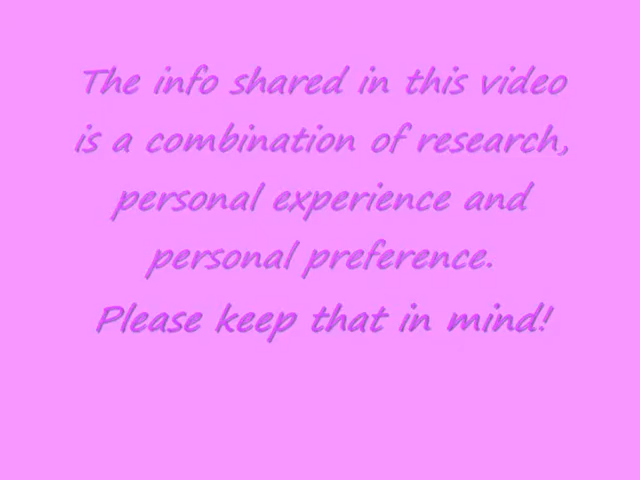 The info shared in this video
is a combination of research,
personal experience and
personal preference.
Please keep that in mind!